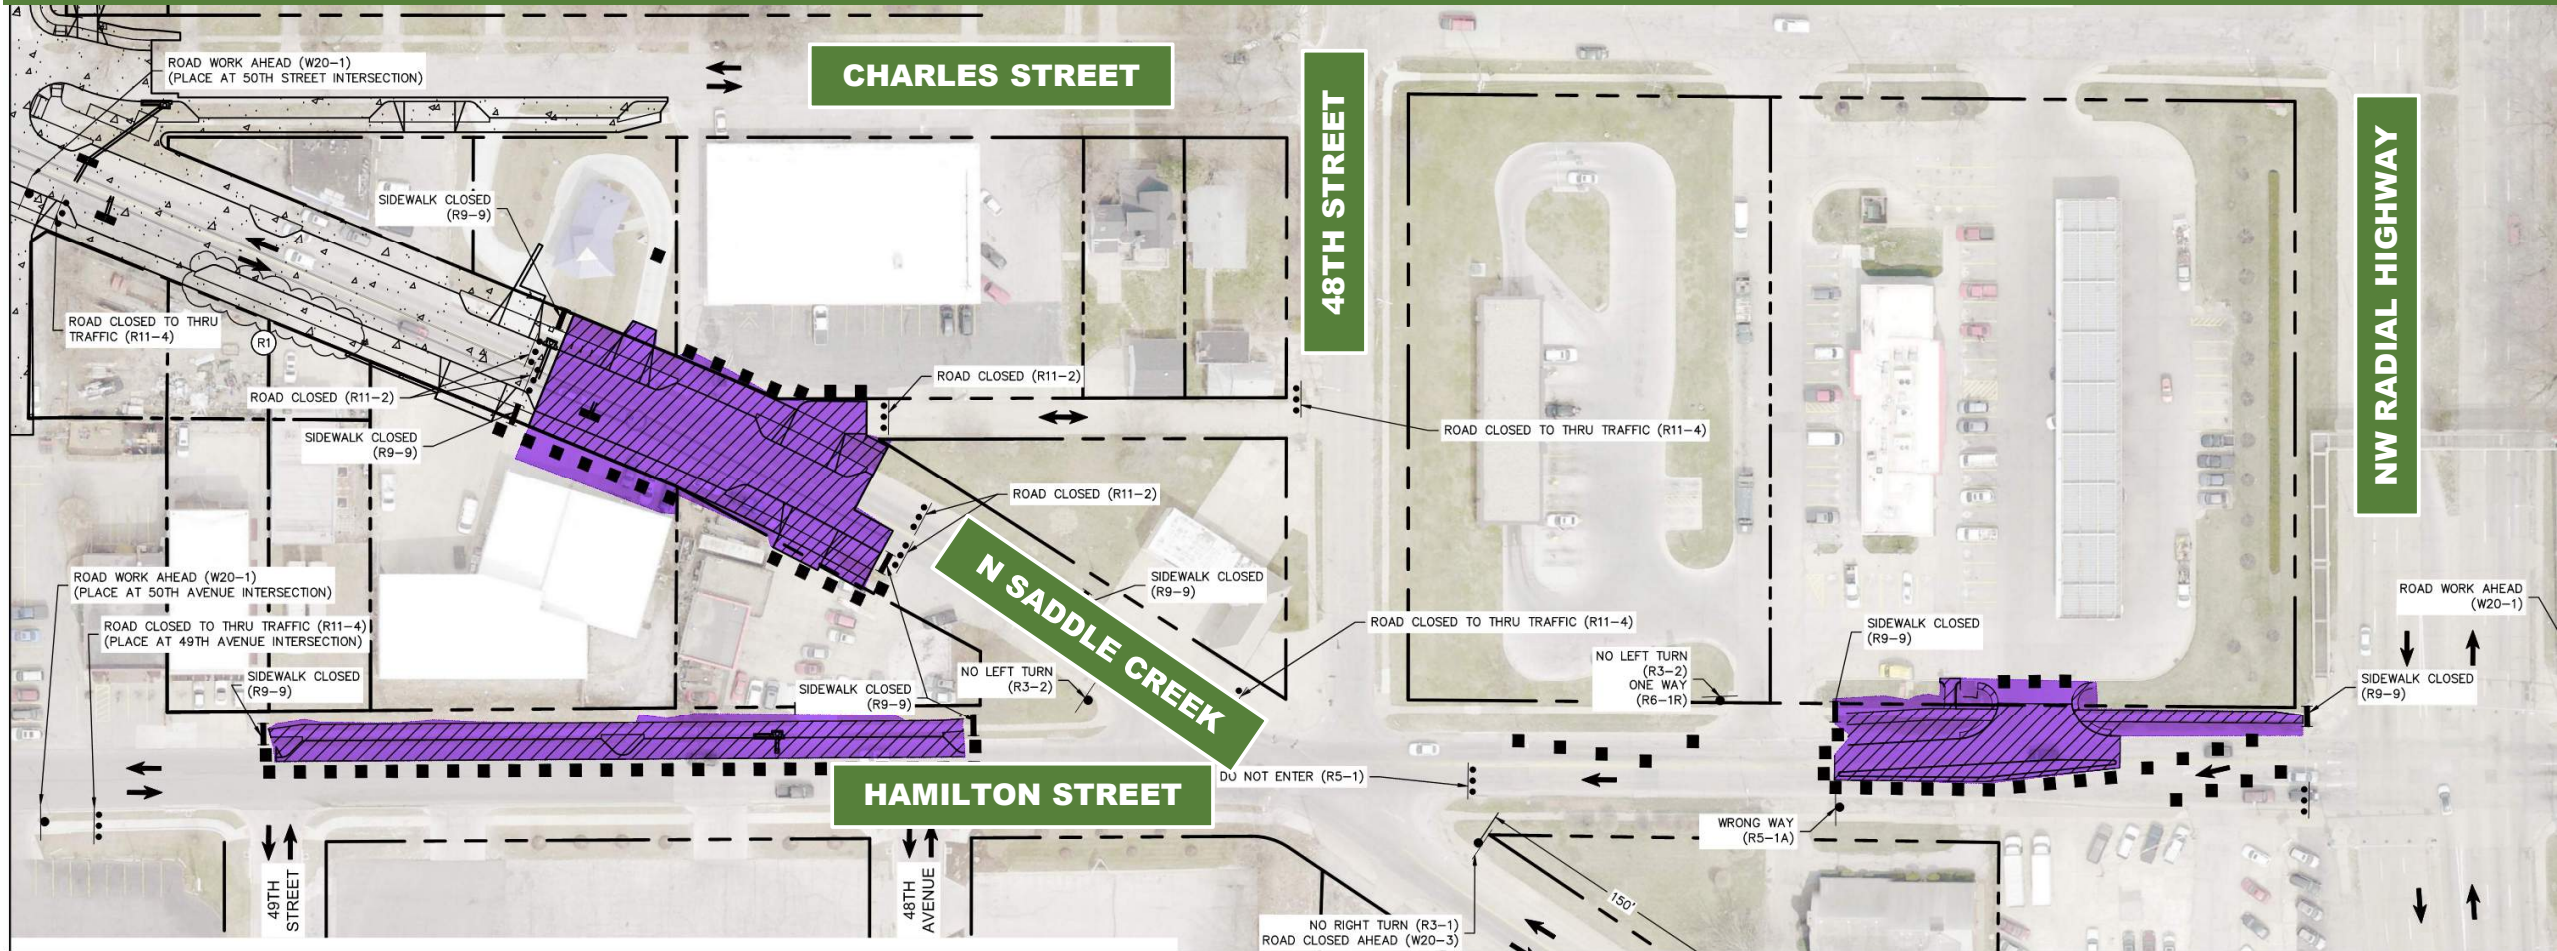 ROAD WORK AHEAD (W20-1)
(PLACE AT 50TH STREET INTERSECTION)
CHARLES STREET
48TH STREET
NW RADIAL HIGHWAY
SIDEWALK CLOSED
(R9-9)
ROAD CLOSED TO THRU
TRAFFIC (R11-4)
R1
ROAD CLOSED (R11-2)
SIDEWALK CLOSED
(R9-9)
ROAD CLOSED (R11-2)
ROAD CLOSED TO THRU TRAFFIC (R11-4)
ROAD CLOSED (R11-2)
N SADDLE CREEK
SIDEWALK CLOSED
(R9-9)
ROAD CLOSED TO THRU TRAFFIC (R11-4)
ROAD WORK AHEAD (W20-1)
(PLACE AT 50TH AVENUE INTERSECTION)
ROAD CLOSED TO THRU TRAFFIC (R11-4)
(PLACE AT 49TH AVENUE INTERSECTION)
SIDEWALK CLOSED
(R9-9)
SIDEWALK CLOSED
(R9-9)
NO LEFT TURN
(R3-2)
NO LEFT TURN
(R3-2)
ONE WAY
(R6-1R)
SIDEWALK CLOSED
(R9-9)
ROAD WORK AHEAD
(W20-1)
SIDEWALK CLOSED
(R9-9)
HAMILTON STREET
DO NOT ENTER (R5-1)
WRONG WAY
(R5-1A)
49TH
STREET
48TH
AVENUE
150'
NO RIGHT TURN (R3-1)
ROAD CLOSED AHEAD (W20-3)